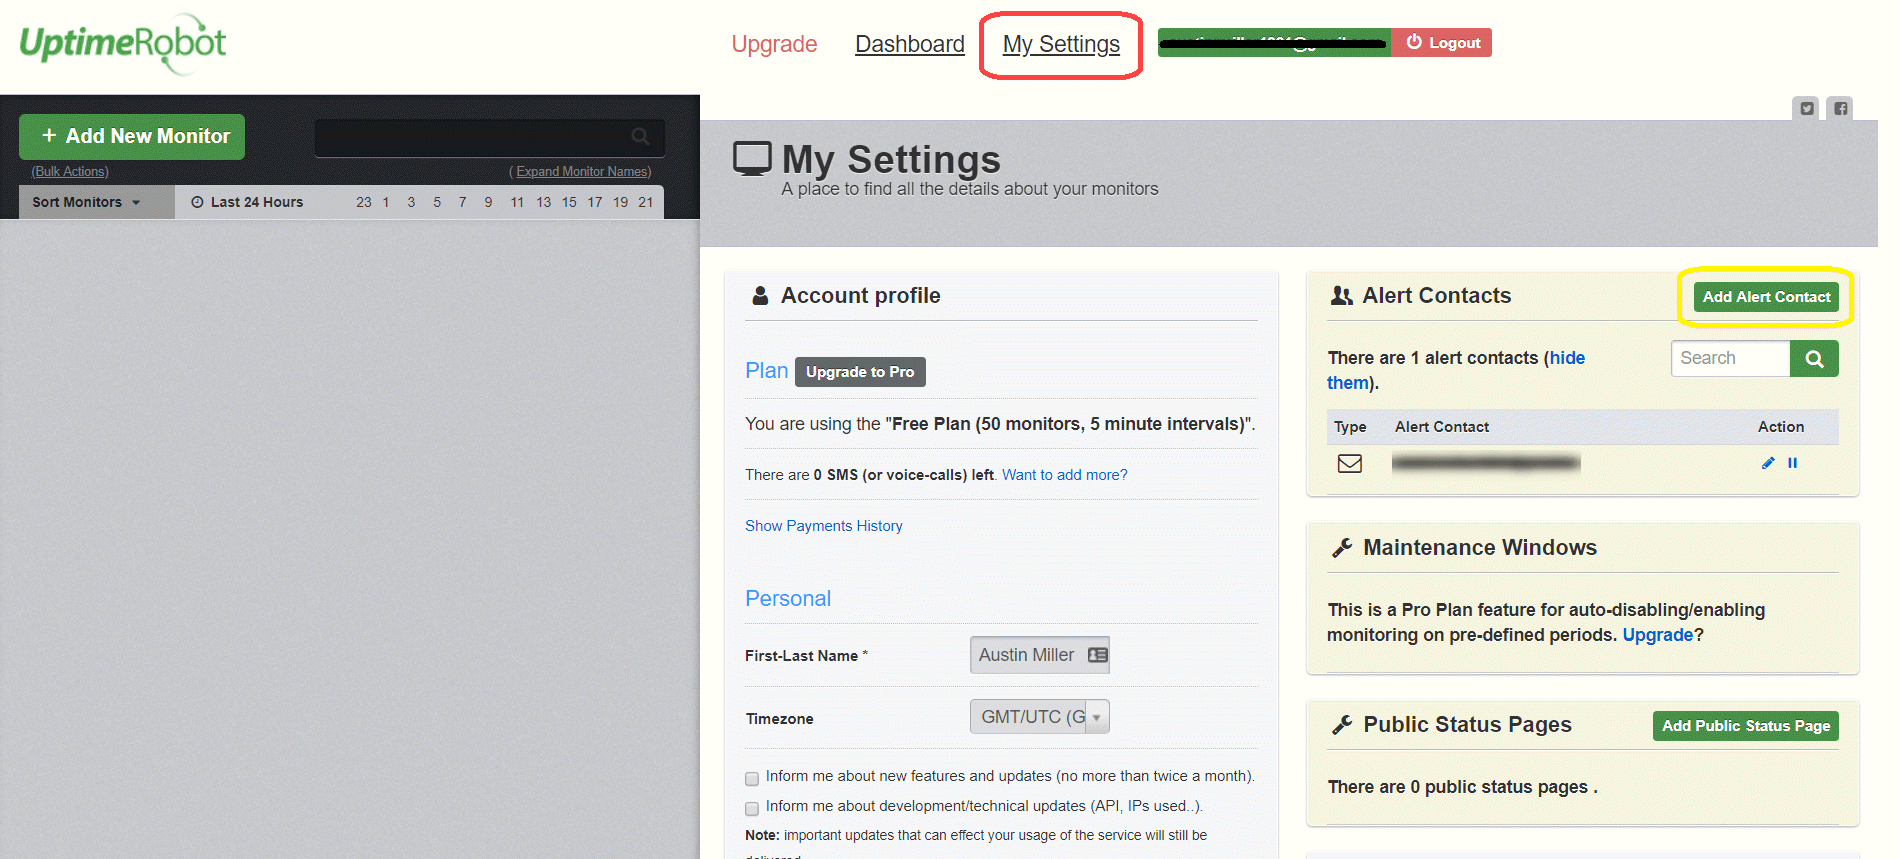 UptimeRobot
Upgrade Dashboard My Settings Logout
+ Add New Monitor
(Bulk Actions) ( Expand Monitor Names)
Sort Monitors Last 24 Hours 23 1 3 5 7 9 11 13 15 17 19 21
My Settings
A place to find all the details about your monitors
Account profile
Plan Upgrade to Pro
You are using the "Free Plan (50 monitors, 5 minute intervals)".
There are 0 SMS (or voice-calls) left. Want to add more?
Show Payments History
Personal
First-Last Name * Austin Miller
Timezone GMT/UTC (G
Inform me about new features and updates (no more than twice a month).
Inform me about development/technical updates (API, IPs used..).
Note: important updates that can effect your usage of the service will still be
delivered
Alert Contacts Add Alert Contact
There are 1 alert contacts (hide
them).
Search
Type Alert Contact Action
Maintenance Windows
This is a Pro Plan feature for auto-disabling/enabling
monitoring on pre-defined periods. Upgrade?
Public Status Pages Add Public Status Page
There are 0 public status pages .